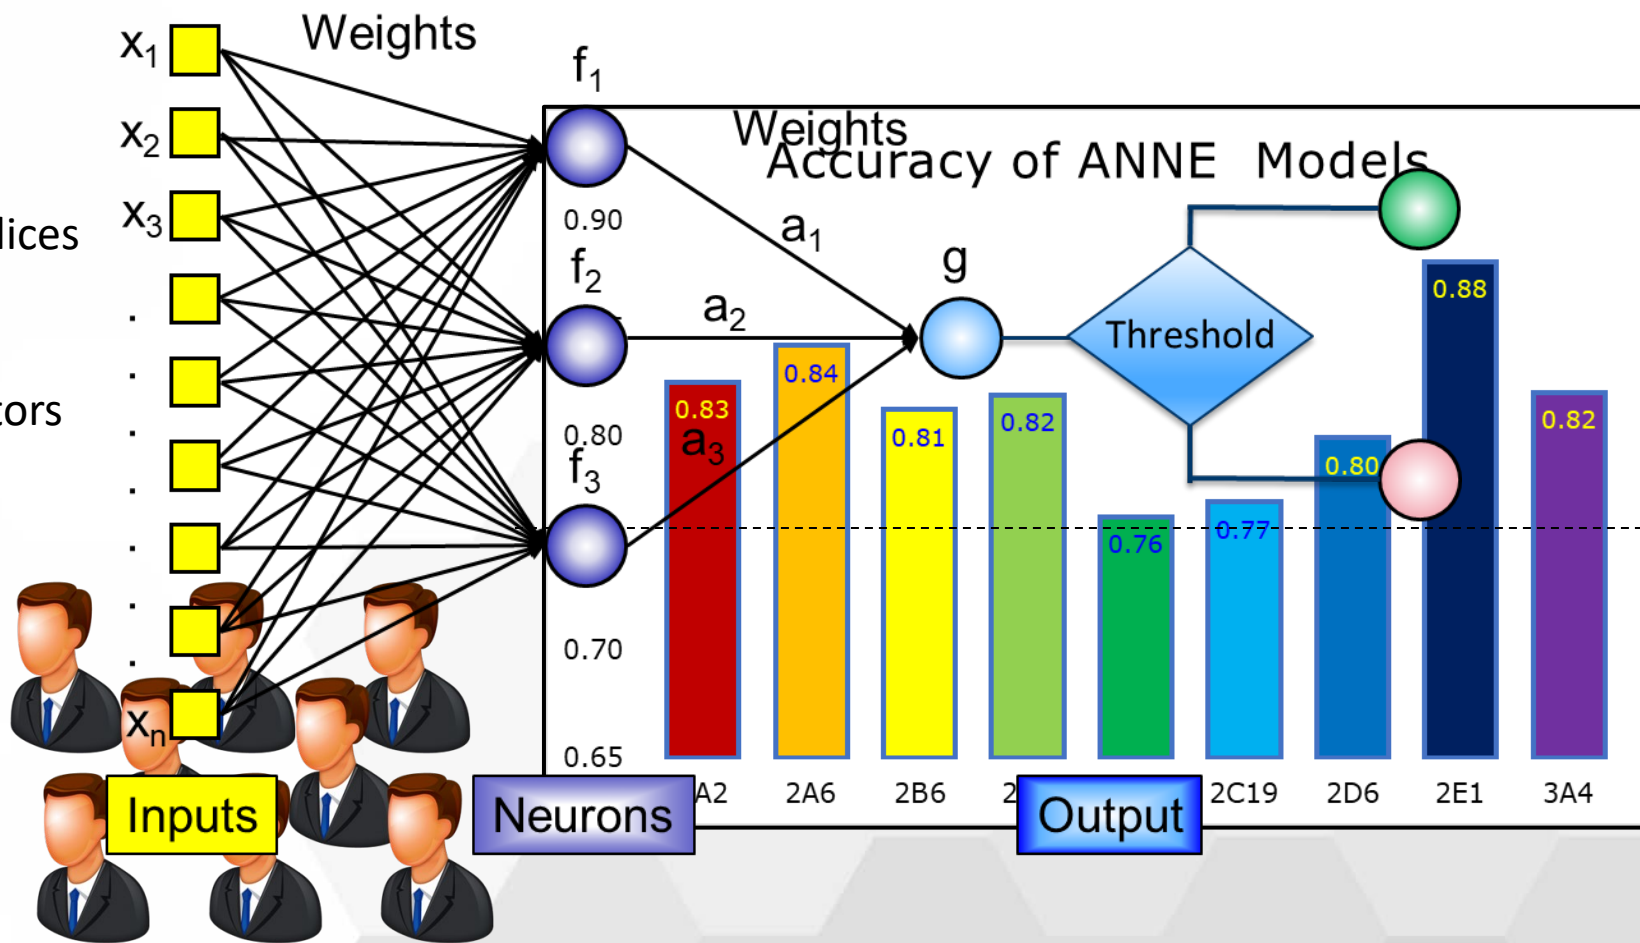 x1
Weights
f1
x2
Weights
Accuracy of ANNE Models
x3
lices
0.90
a1
f2
g
a2
Threshold
0.88
0.84
tors
0.83
0.82
0.82
0.81
0.80
a3
f3
0.80
0.76
0.77
0.70
xn
0.65
A2
2A6
2B6
2
2C19
2D6
2E1
3A4
Inputs
Neurons
Output